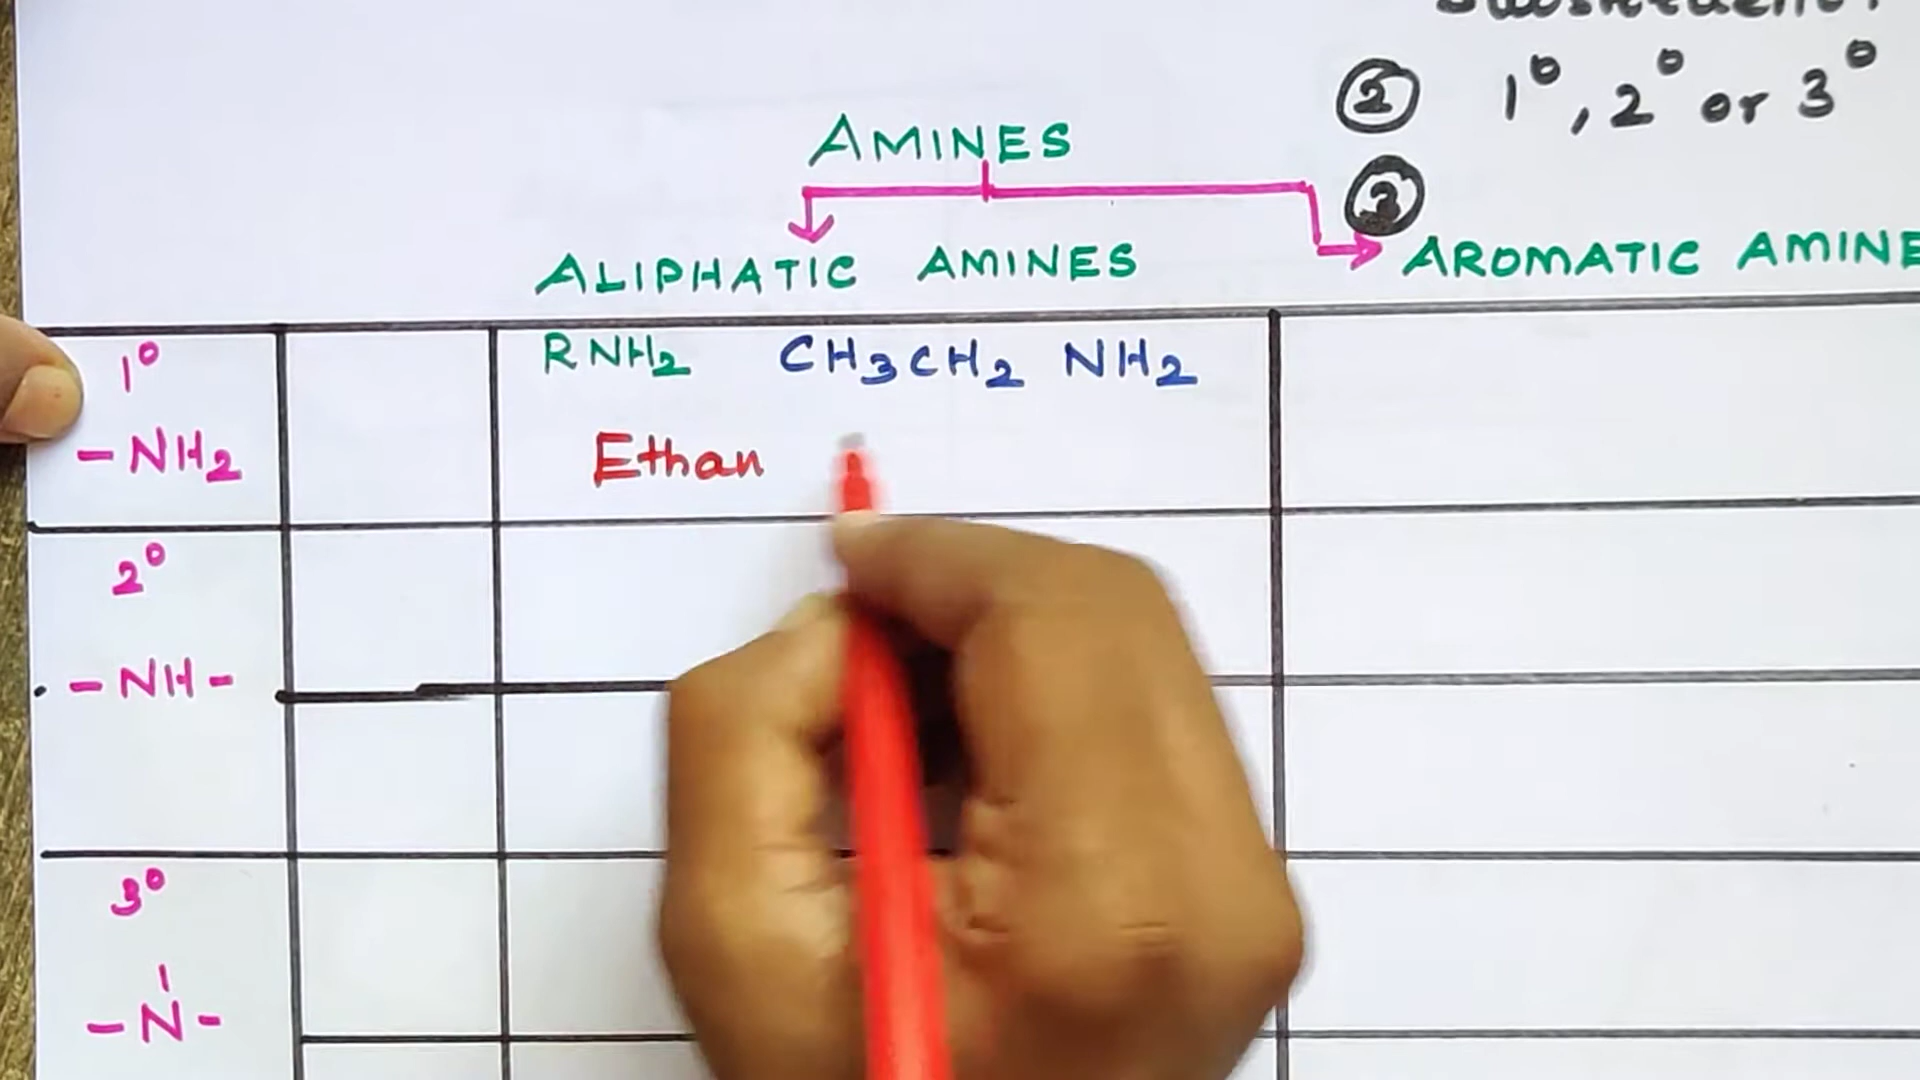 ② 1°, 2° or 3°
AMINES
③
ALIPHATIC AMINES
AROMATIC AMINE
1°
RNH2 CH3CH2 NH2
-NH2
Ethan
2°
-NH-
3°
-N-